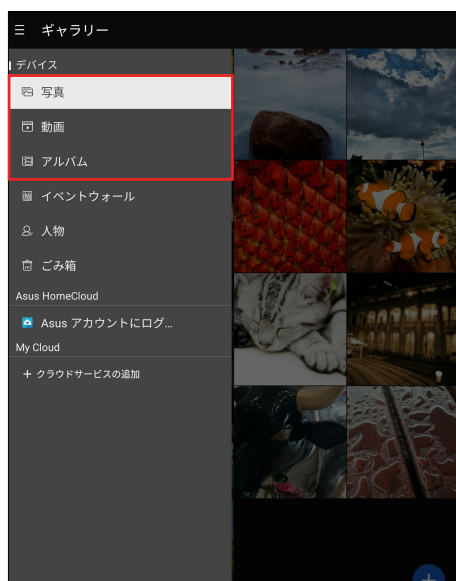 ギャラリー
デバイス
写真
動画
アルバム
イベントウォール
人物
ごみ箱
Asus HomeCloud
Asus アカウントにログ...
My Cloud
+ クラウドサービスの追加